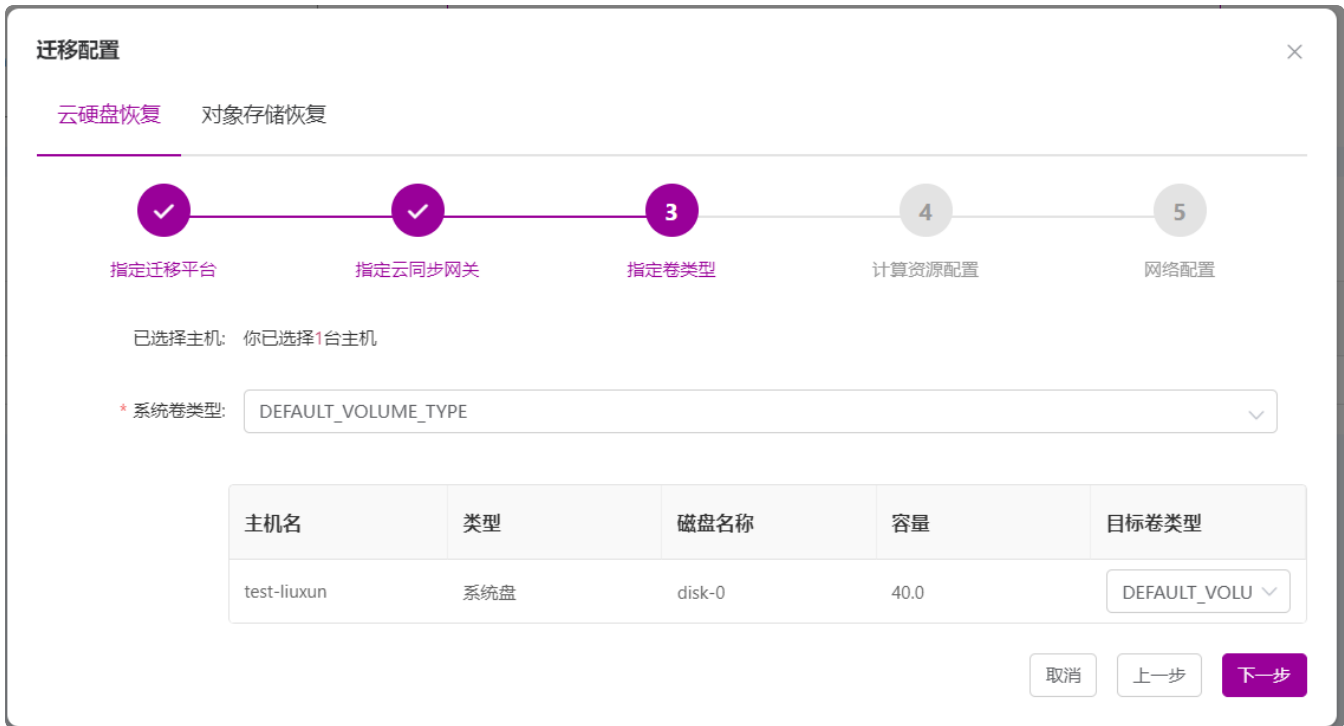 迁移配置
云硬盘恢复 对象存储恢复
3 4 5
指定迁移平台 指定云同步网关 指定卷类型 计算资源配置 网络配置
已选择主机: 你已选择1台主机
* 系统卷类型: DEFAULT_VOLUME_TYPE
主机名 类型 磁盘名称 容量 目标卷类型
test-liuxun 系统盘 disk-0 40.0 DEFAULT_VOLU
取消 上一步 下一步